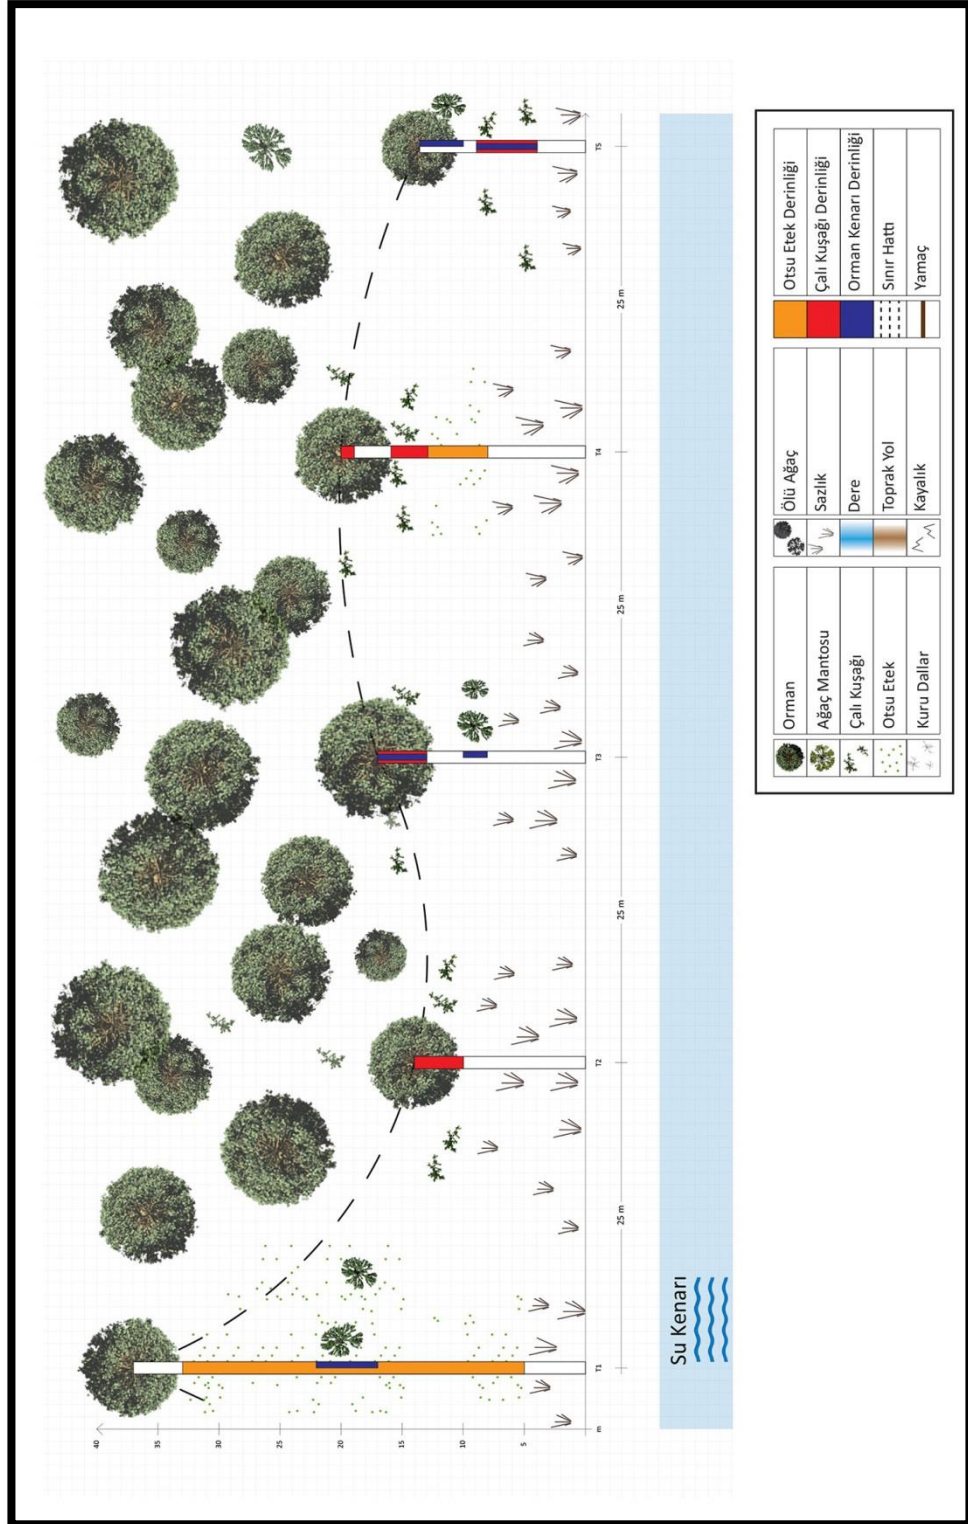 40
35
30
25
20
15
10
5
m
T1
T2
T3
T4
T5
25 m
25 m
25 m
25 m
Su Kenarı
Orman
Ağaç Mantosu
Çalı Kuşağı
Otsu Etek
Kuru Dallar
Ölü Ağaç
Sazlık
Dere
Toprak Yol
Kayalık
Otsu Etek Derinliği
Çalı Kuşağı Derinliği
Orman Kenarı Derinliği
Sınır Hattı
Yamaç